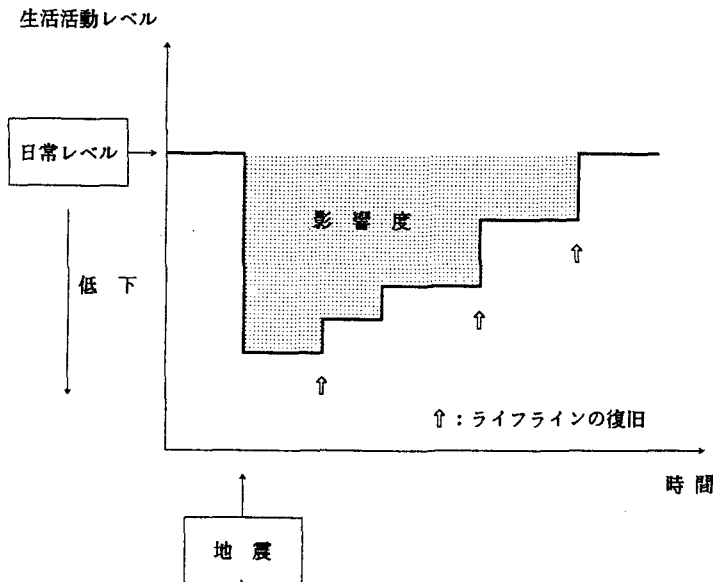 生活活動レベル
日常レベル
影響度
低下
⇧：ライフラインの復旧
時間
地震